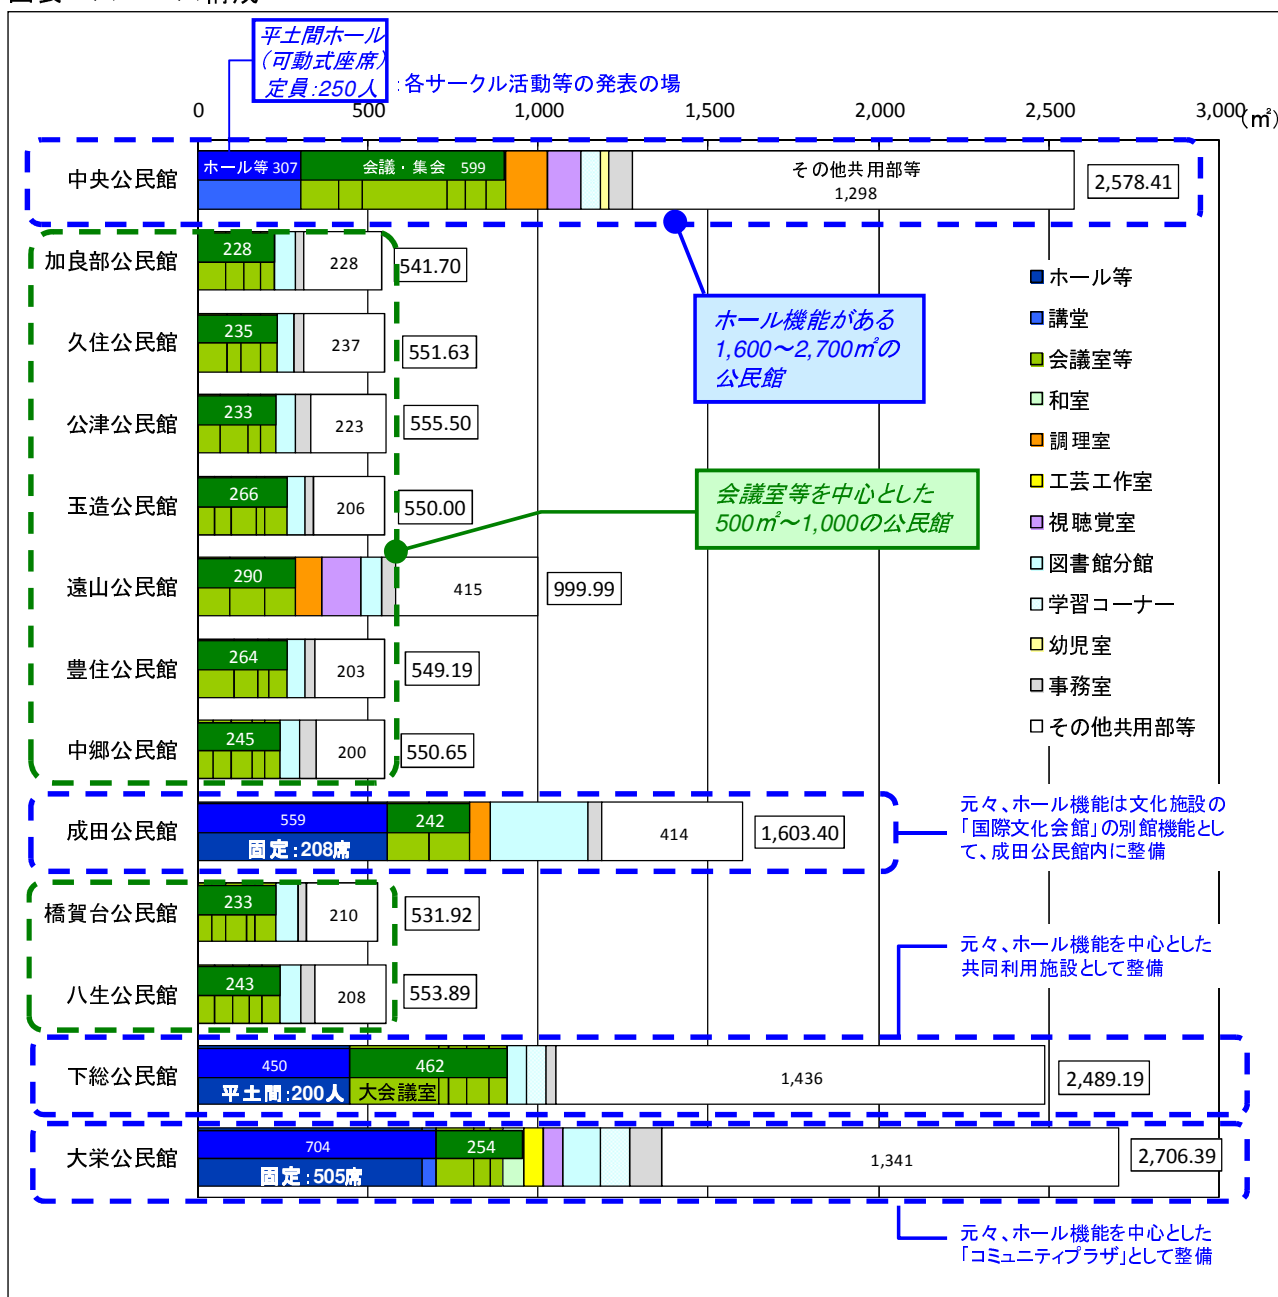 平土間ホール
(可動式座席)
定員:250人
:各サークル活動等の発表の場
0 500 1,000 1,500 2,000 2,500 3,000 (㎡)
中央公民館 ホール等 307 会議・集会 599 その他共用部等 1,298 2,578.41
加良部公民館 228 228 541.70
久住公民館 235 237 551.63
公津公民館 233 223 555.50
玉造公民館 266 206 550.00
遠山公民館 290 415 999.99
豊住公民館 264 203 549.19
中郷公民館 245 200 550.65
成田公民館 559 固定:208席 242 414 1,603.40
橋賀台公民館 233 210 531.92
八生公民館 243 208 553.89
下総公民館 450 平土間:200人 462 大会議室 1,436 2,489.19
大栄公民館 704 固定:505席 254 1,341 2,706.39
ホール機能がある
1,600~2,700㎡の
公民館
会議室等を中心とした
500㎡~1,000の公民館
ホール等
講堂
会議室等
和室
調理室
工芸工作室
視聴覚室
図書館分館
学習コーナー
幼児室
事務室
その他共用部等
元々、ホール機能は文化施設の
「国際文化会館」の別館機能とし
て、成田公民館内に整備
元々、ホール機能を中心とした
共同利用施設として整備
元々、ホール機能を中心とした
「コミュニティプラザ」として整備